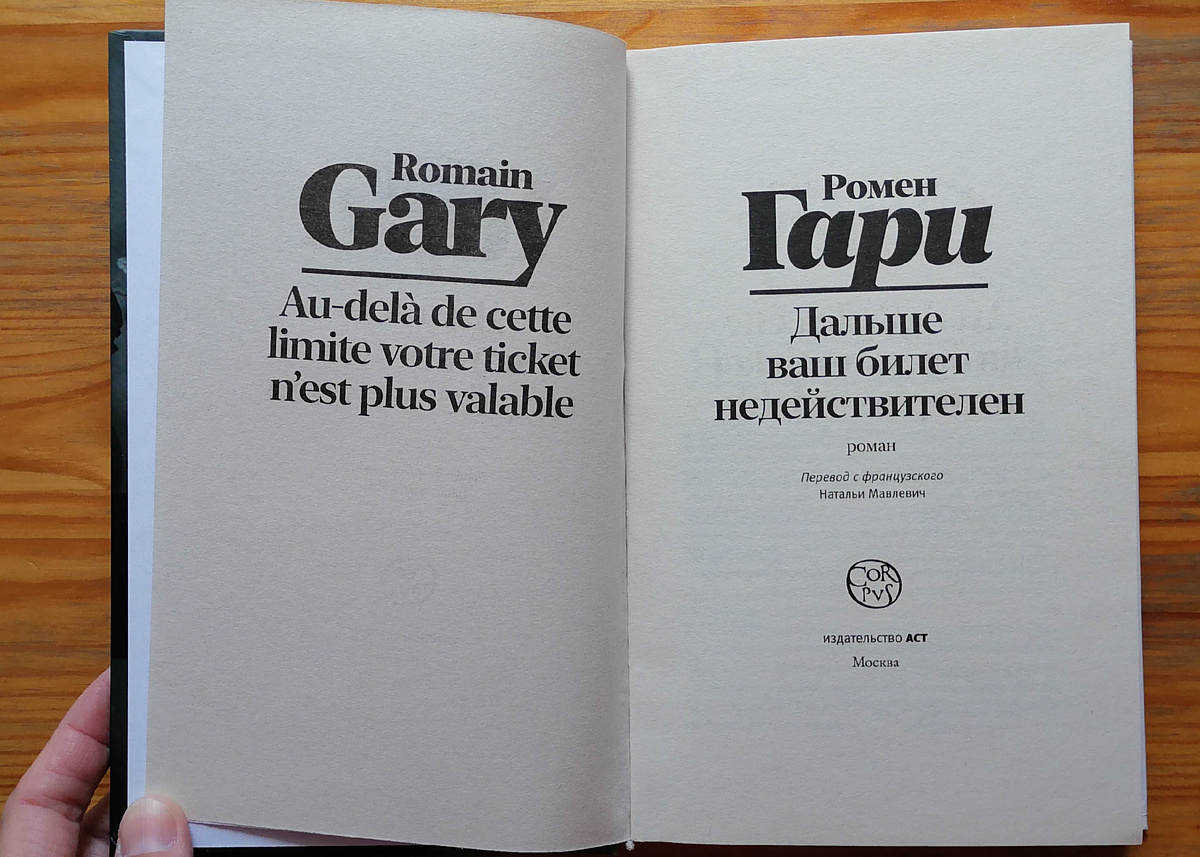 Romain
Gary
Au-delà de cette
limite votre ticket
n'est plus valable
Ромен
Гари
Дальше
ваш билет
недействителен
роман
Перевод с французского
Натальи Мавлевич
COR
PVS
издательство АСТ
Москва